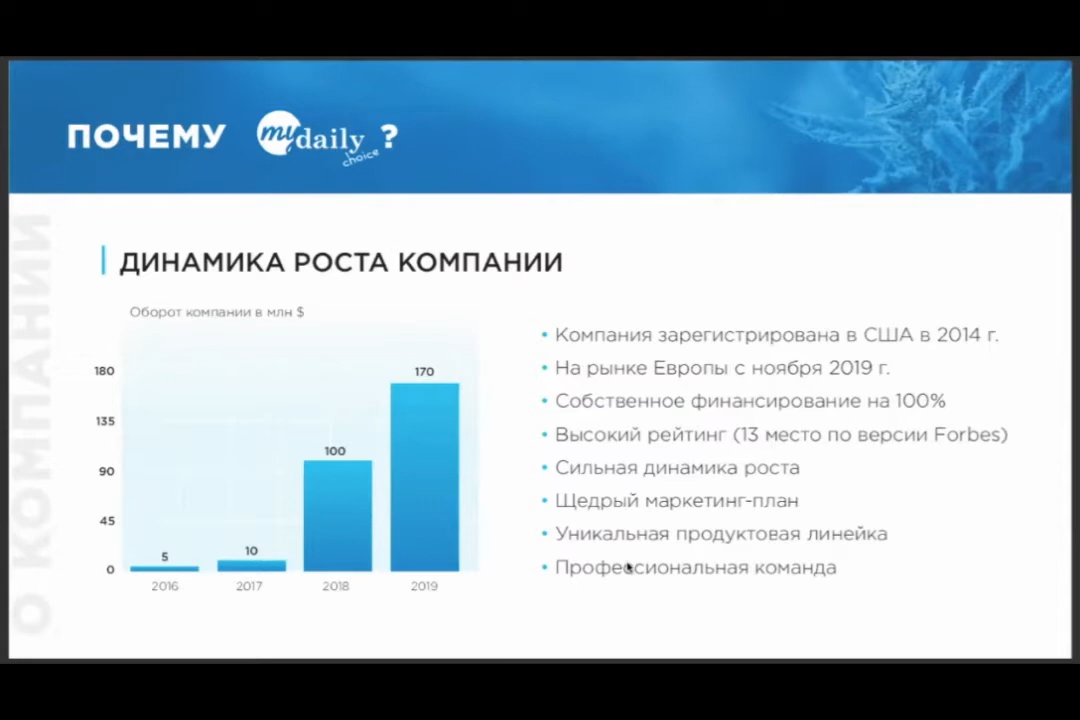 ПОЧЕМУ my daily choice ?
ДИНАМИКА РОСТА КОМПАНИИ
О КОМПАНИИ
Оборот компании в млн $
180
135
90
45
0
5
10
100
170
2016
2017
2018
2019
• Компания зарегистрирована в США в 2014 г.
• На рынке Европы с ноября 2019 г.
• Собственное финансирование на 100%
• Высокий рейтинг (13 место по версии Forbes)
• Сильная динамика роста
• Щедрый маркетинг-план
• Уникальная продуктовая линейка
• Профессиональная команда